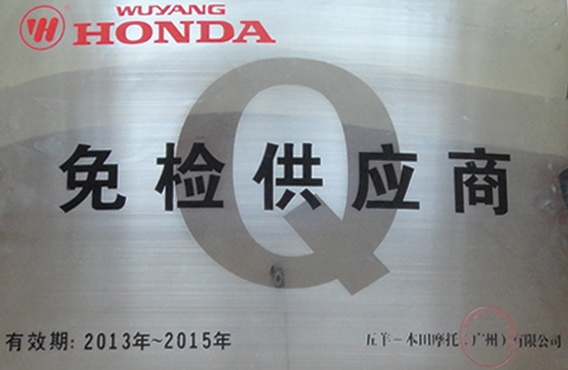 WUYANG
HONDA
Q
免检供应商
有效期: 2013年~2015年
五羊-本田摩托（广州）有限公司